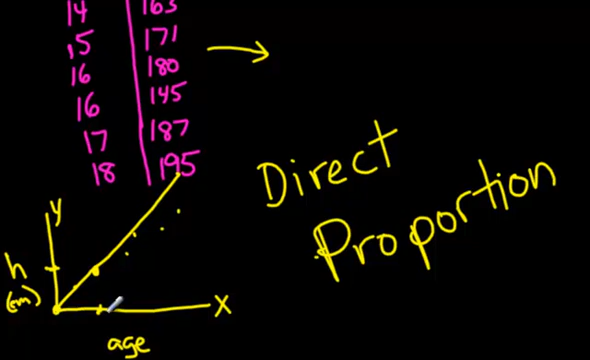 14 163
15 171
16 180
16 145
17 187
18 195
Direct
Proportion
y
h
(cm)
x
age